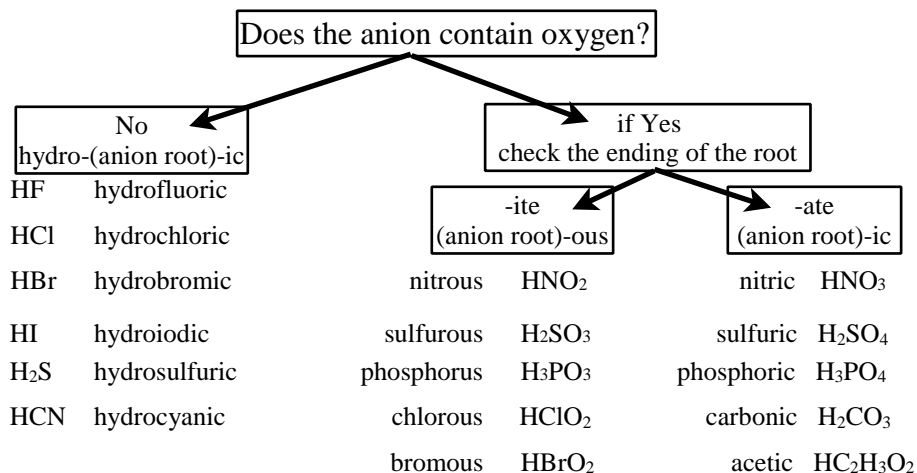 Does the anion contain oxygen?
No
hydro-(anion root)-ic
if Yes
check the ending of the root
-ite
(anion root)-ous
-ate
(anion root)-ic
HF hydrofluoric
HCl hydrochloric
HBr hydrobromic
HI hydroiodic
H₂S hydrosulfuric
HCN hydrocyanic
nitrous HNO₂
sulfurous H₂SO₃
phosphorus H₃PO₃
chlorous HClO₂
bromous HBrO₂
nitric HNO₃
sulfuric H₂SO₄
phosphoric H₃PO₄
carbonic H₂CO₃
acetic HC₂H₃O₂